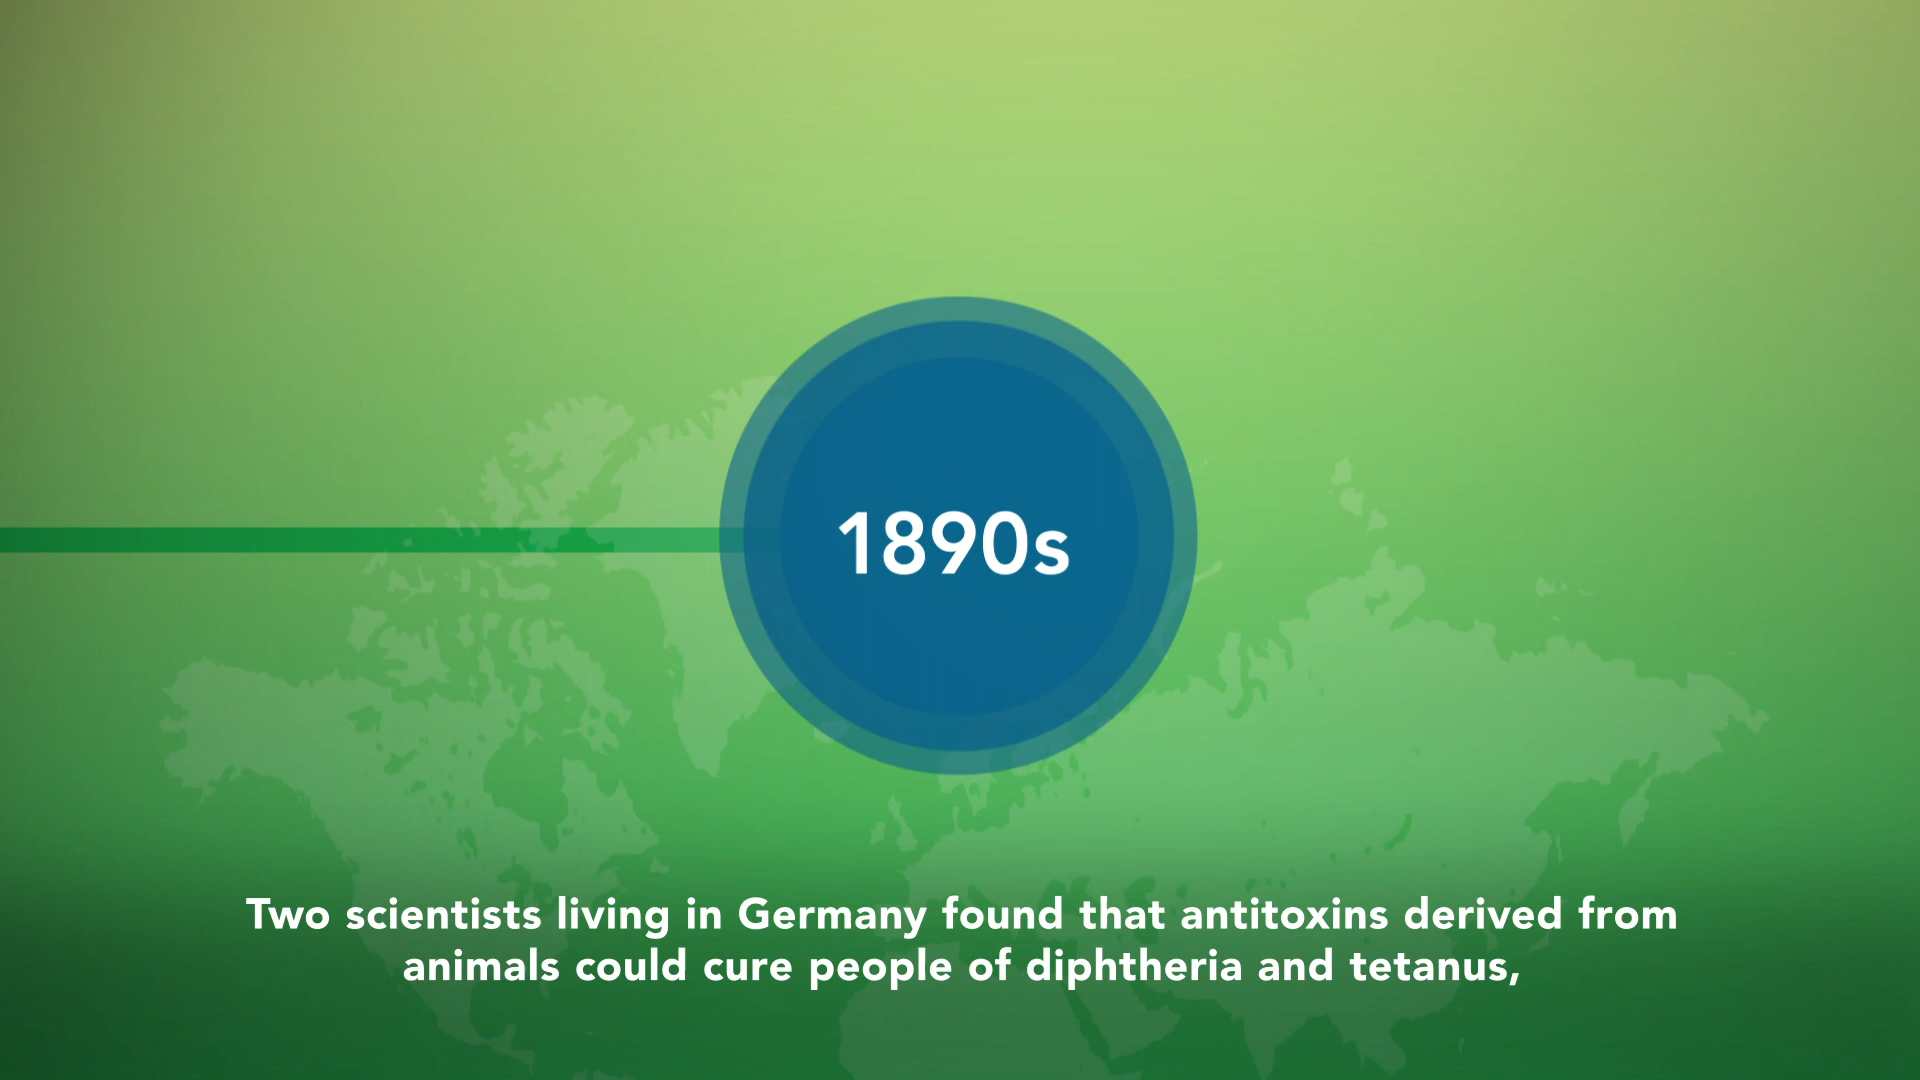 1890s
Two scientists living in Germany found that antitoxins derived from
animals could cure people of diphtheria and tetanus,